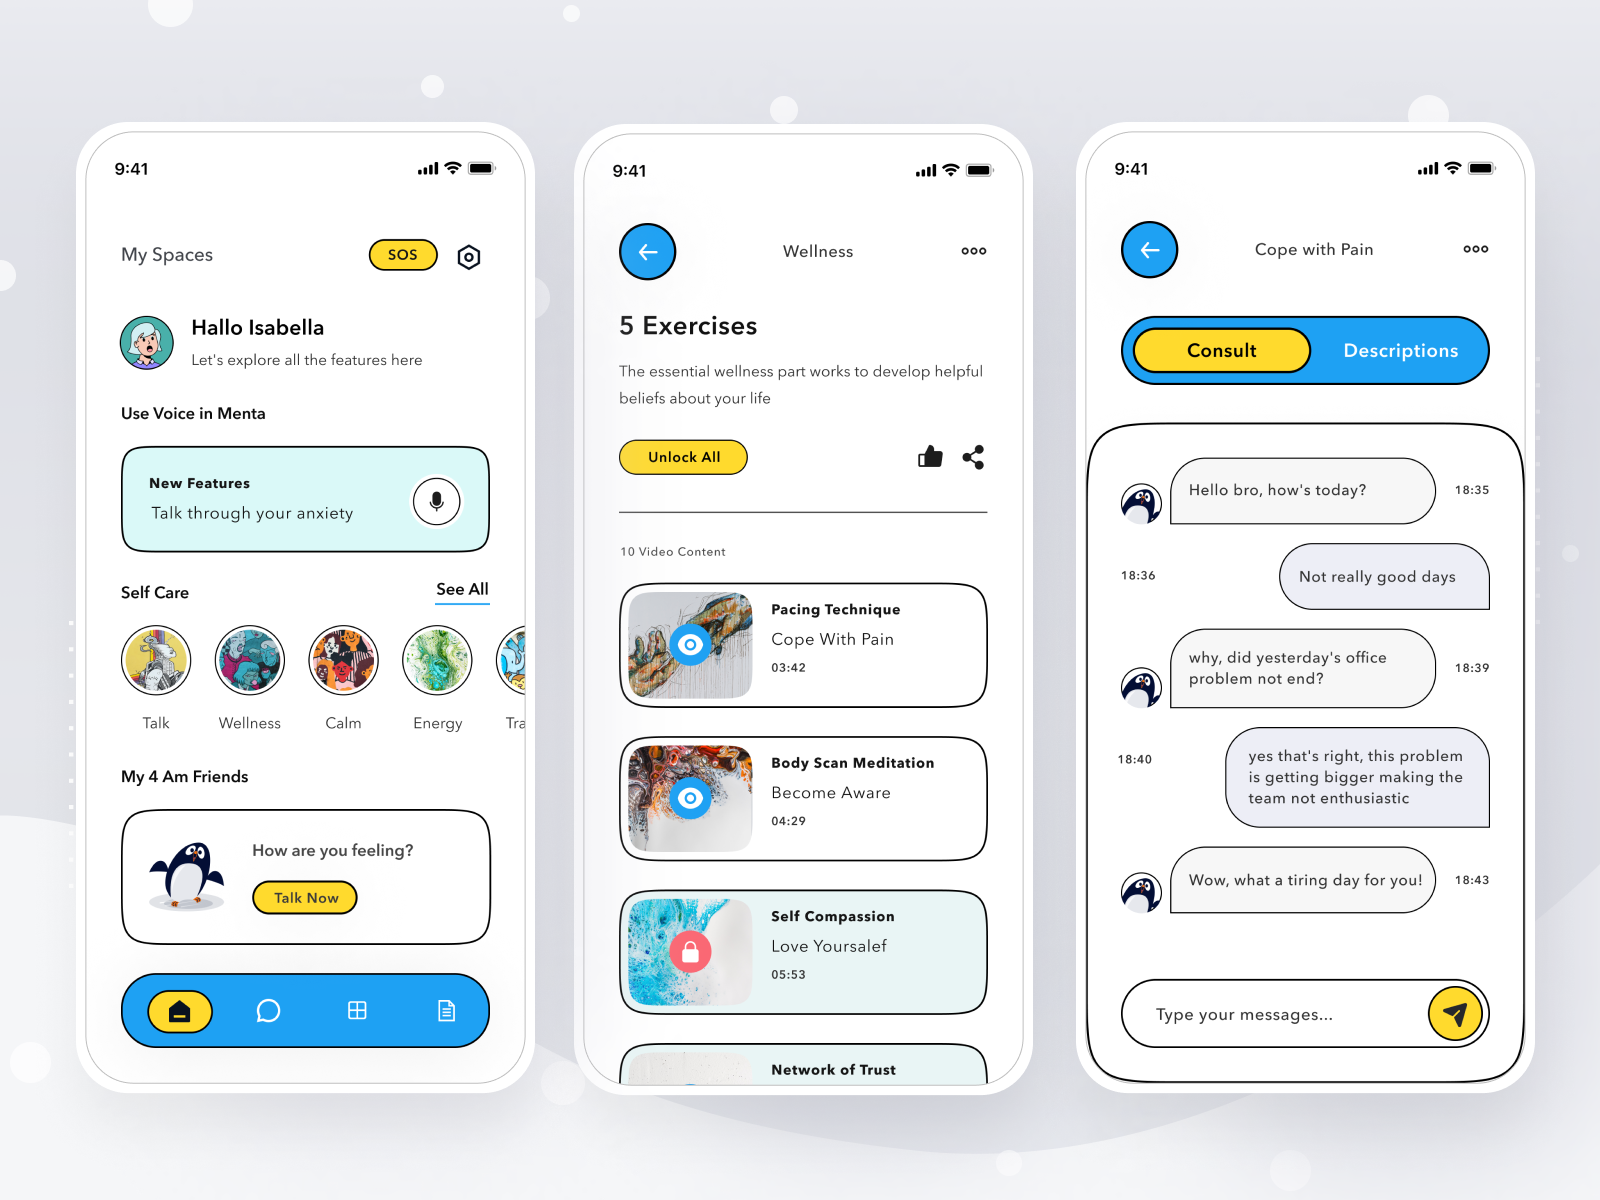 9:41
My Spaces
SOS
Hallo Isabella
Let's explore all the features here
Use Voice in Menta
New Features
Talk through your anxiety
Self Care
See All
Talk
Wellness
Calm
Energy
Tra
My 4 Am Friends
How are you feeling?
Talk Now
9:41
Wellness
5 Exercises
The essential wellness part works to develop helpful
beliefs about your life
Unlock All
10 Video Content
Pacing Technique
Cope With Pain
03:42
Body Scan Meditation
Become Aware
04:29
Self Compassion
Love Yoursalef
05:53
Network of Trust
9:41
Cope with Pain
Consult
Descriptions
Hello bro, how's today?
18:35
18:36
Not really good days
why, did yesterday's office
problem not end?
18:39
18:40
yes that's right, this problem
is getting bigger making the
team not enthusiastic
Wow, what a tiring day for you!
18:43
Type your messages...